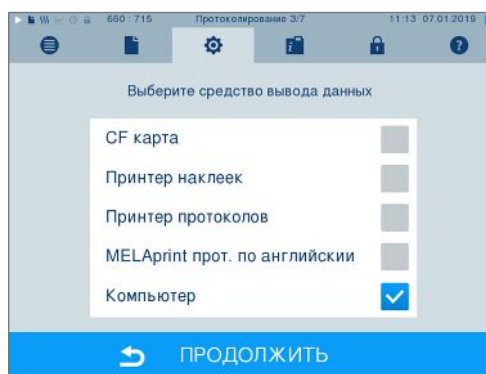 660 : 715 Протоколирование 3/7 11:13 07.01.2019
Выберите средство вывода данных
CF карта
Принтер наклеек
Принтер протоколов
MELAprint прот. по английскии
Компьютер
ПРОДОЛЖИТЬ